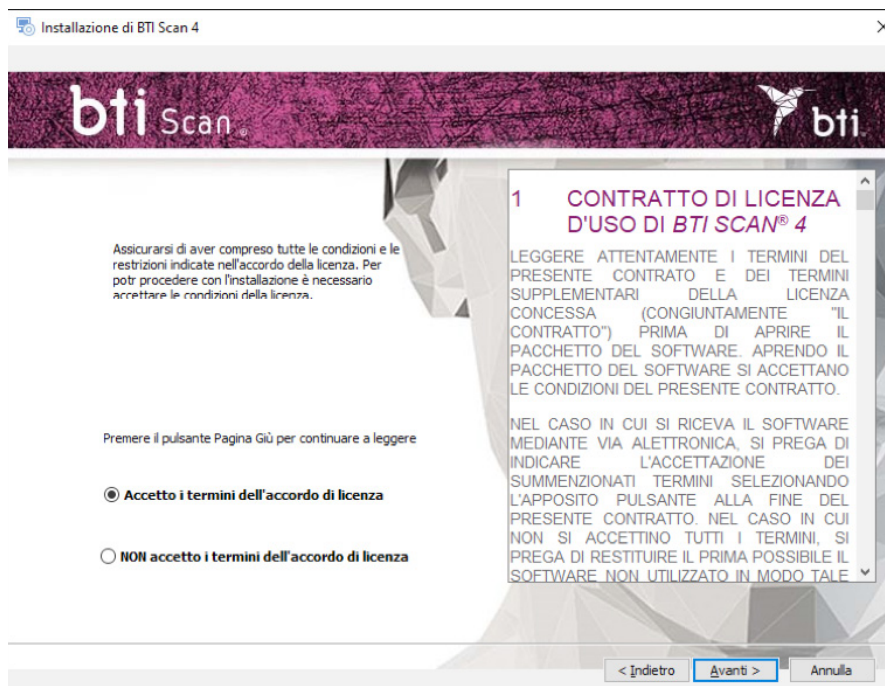 Installazione di BTI Scan 4
bti Scan ®
bti
Assicurarsi di aver compreso tutte le condizioni e le
restrizioni indicate nell'accordo della licenza. Per
potr procedere con l'installazione è necessario
accettare le condizioni della licenza.
Premere il pulsante Pagina Giù per continuare a leggere
Accetto i termini dell'accordo di licenza
NON accetto i termini dell'accordo di licenza
1 CONTRATTO DI LICENZA
D'USO DI BTI SCAN® 4
LEGGERE ATTENTAMENTE I TERMINI DEL
PRESENTE CONTRATO E DEI TERMINI
SUPPLEMENTARI DELLA LICENZA
CONCESSA (CONGIUNTAMENTE "IL
CONTRATTO") PRIMA DI APRIRE IL
PACCHETTO DEL SOFTWARE. APRENDO IL
PACCHETTO DEL SOFTWARE SI ACCETTANO
LE CONDIZIONI DEL PRESENTE CONTRATTO.
NEL CASO IN CUI SI RICEVA IL SOFTWARE
MEDIANTE VIA ALETTRONICA, SI PREGA DI
INDICARE L'ACCETTAZIONE DEI
SUMMENZIONATI TERMINI SELEZIONANDO
L'APPOSITO PULSANTE ALLA FINE DEL
PRESENTE CONTRATTO. NEL CASO IN CUI
NON SI ACCETTINO TUTTI I TERMINI, SI
PREGA DI RESTITUIRE IL PRIMA POSSIBILE IL
SOFTWARE NON UTILIZZATO IN MODO TALE
< Indietro
Avanti >
Annulla